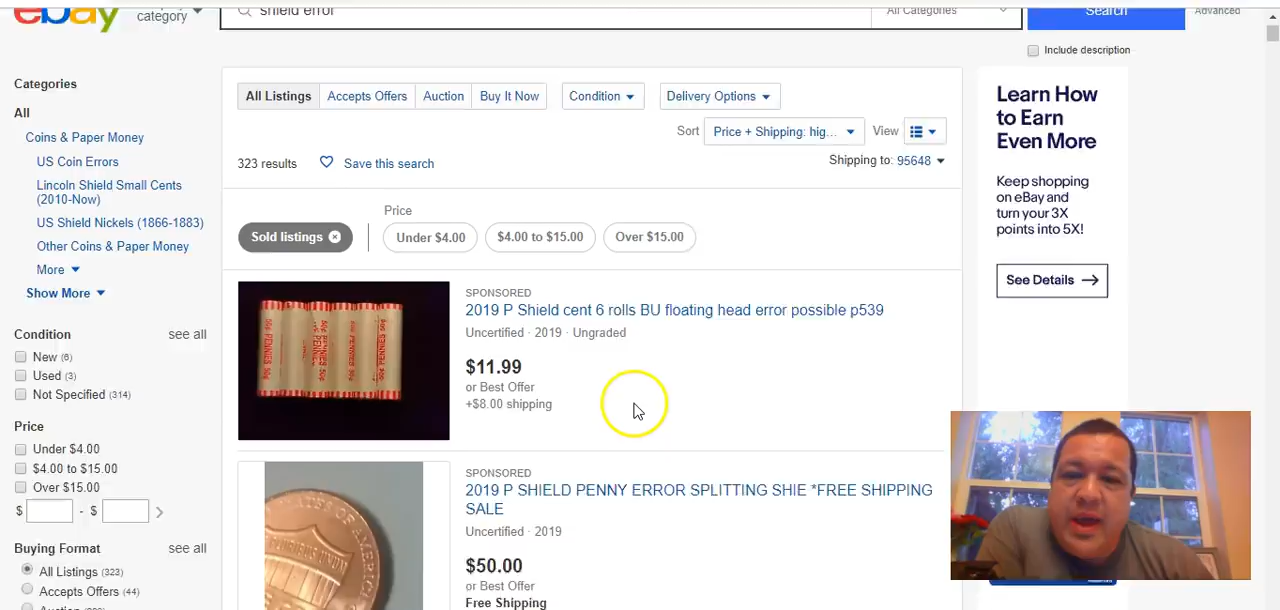 ebay
category
shield error
All Categories
Search
Advanced
Include description
Categories
All
Coins & Paper Money
US Coin Errors
Lincoln Shield Small Cents
(2010-Now)
US Shield Nickels (1866-1883)
Other Coins & Paper Money
More
Show More
Condition see all
New (6)
Used (3)
Not Specified (314)
Price
Under $4.00
$4.00 to $15.00
Over $15.00
$ - $
Buying Format see all
All Listings (323)
Accepts Offers (44)
Auction
All Listings Accepts Offers Auction Buy It Now Condition Delivery Options
Sort Price + Shipping: hig... View
323 results Save this search Shipping to: 95648
Price
Sold listings Under $4.00 $4.00 to $15.00 Over $15.00
SPONSORED
2019 P Shield cent 6 rolls BU floating head error possible p539
Uncertified · 2019 · Ungraded
$11.99
or Best Offer
+$8.00 shipping
SPONSORED
2019 P SHIELD PENNY ERROR SPLITTING SHIE *FREE SHIPPING
SALE
Uncertified · 2019
$50.00
or Best Offer
Free Shipping
Learn How
to Earn
Even More
Keep shopping
on eBay and
turn your 3X
points into 5X!
See Details